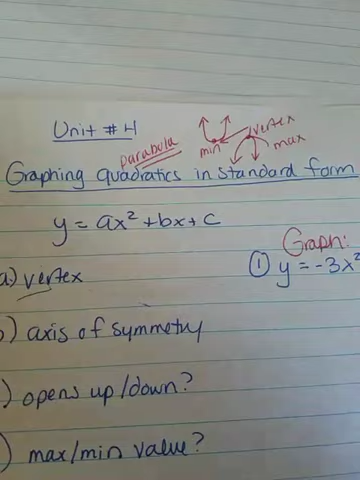 Unit #4
parabola
min
vertex
max
Graphing quadratics in standard form
y = ax² + bx + c
Graph:
① y = -3x²
a.) vertex
) axis of symmetry
) opens up/down?
) max/min value?